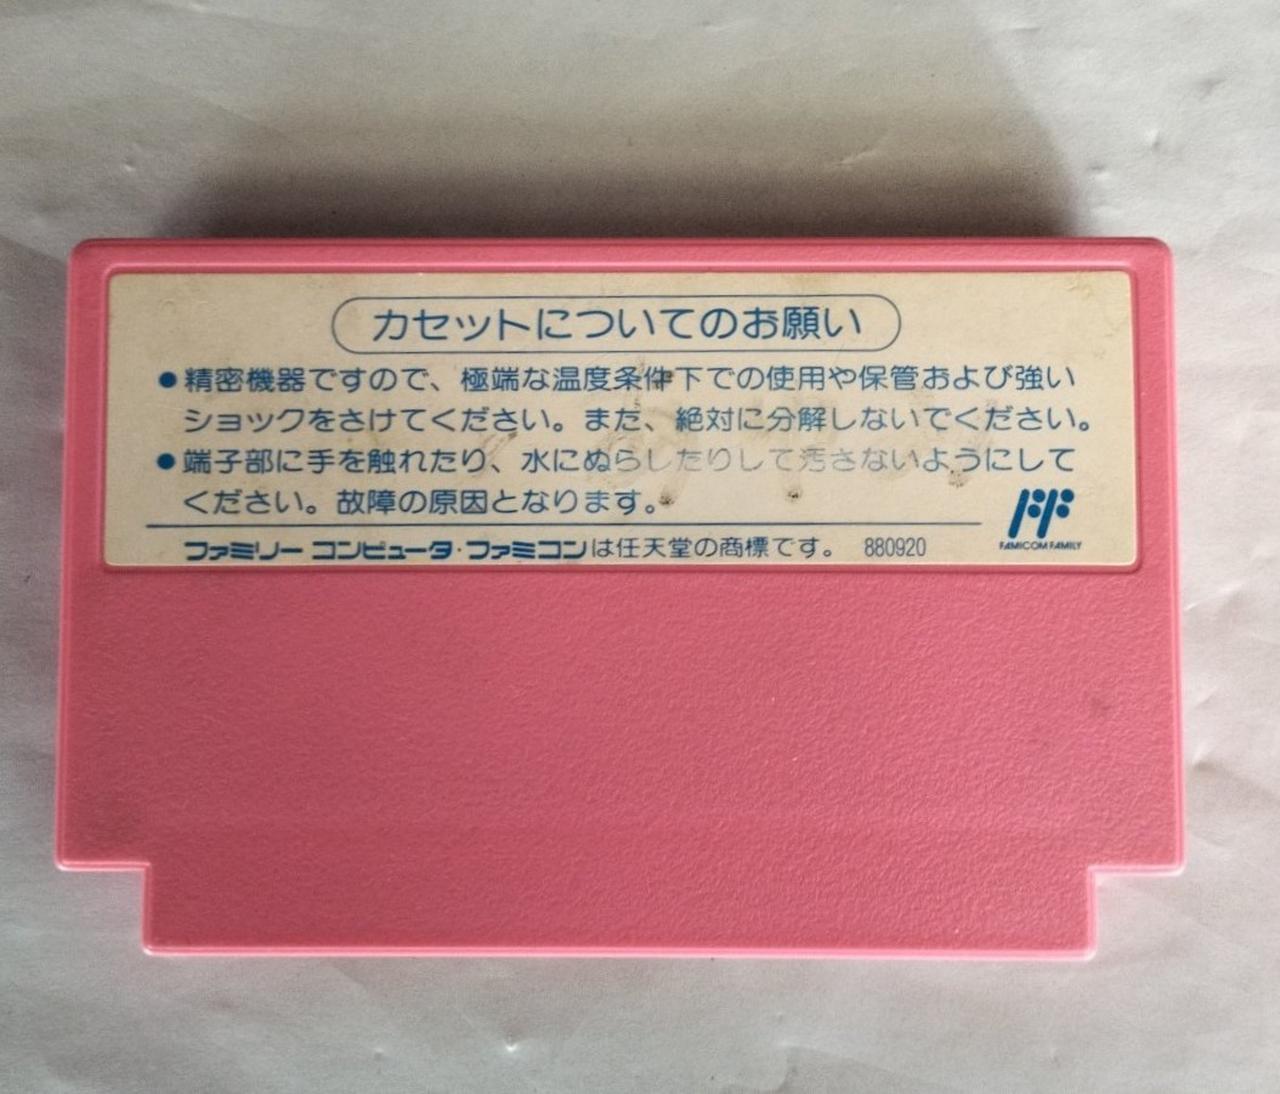 カセットについてのお願い
●精密機器ですので、極端な温度条件下での使用や保管および強い
ショックをさけてください。また、絶対に分解しないでください。
●端子部に手を触れたり、水にぬらしたりして汚さないようにして
ください。故障の原因となります。
ファミリーコンピュータ・ファミコンは任天堂の商標です。 880920
FAMICOM FAMILY